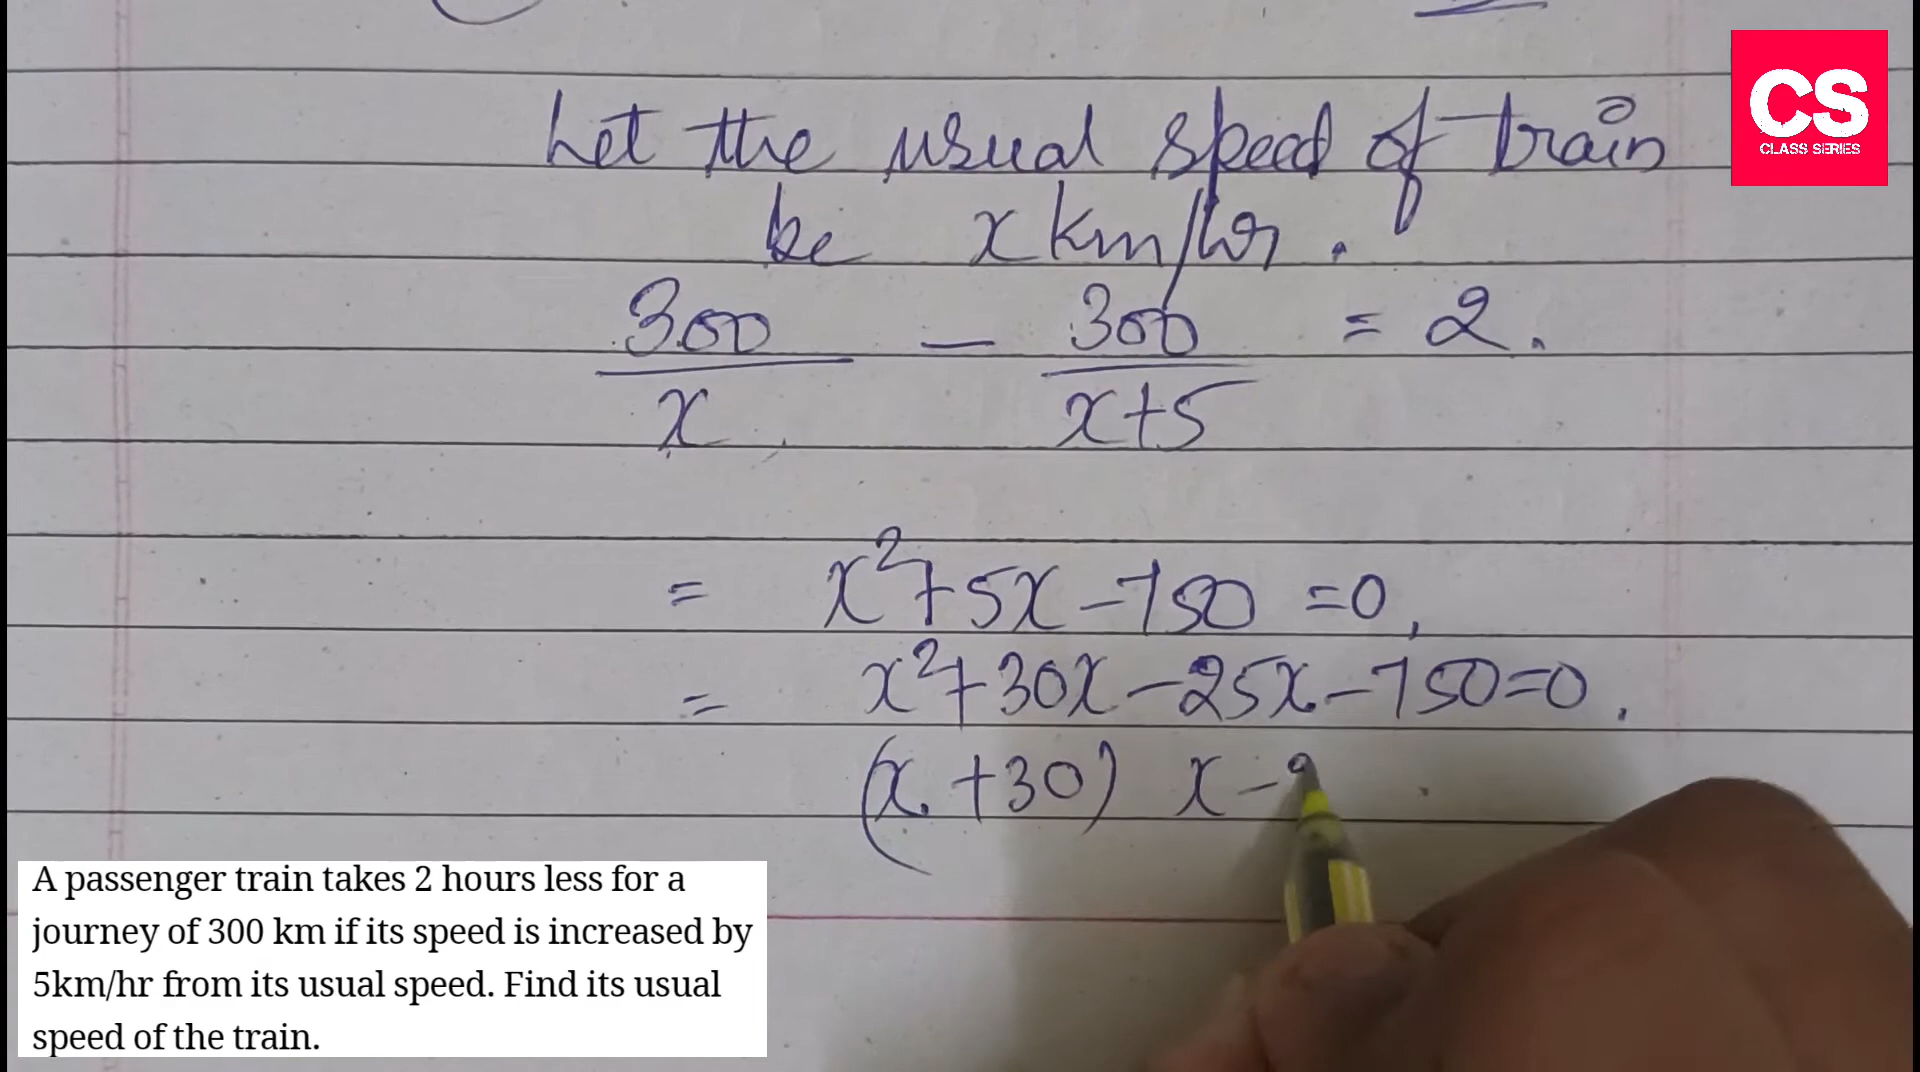 CS
CLASS SERIES
Let the usual speed of train
be x km/hr.
300/x - 300/(x+5) = 2.
= x²+5x-750 =0,
= x²+30x-25x-750=0.
(x+30) x-
A passenger train takes 2 hours less for a
journey of 300 km if its speed is increased by
5km/hr from its usual speed. Find its usual
speed of the train.